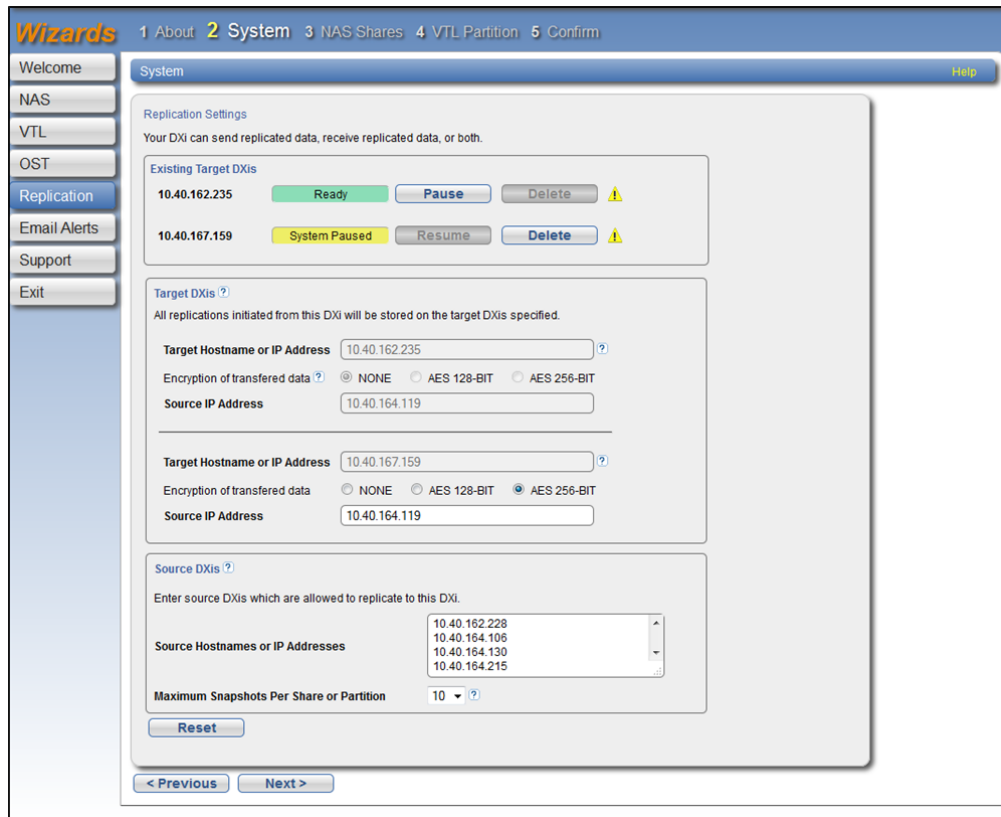 Wizards 1 About 2 System 3 NAS Shares 4 VTL Partition 5 Confirm
Welcome
NAS
VTL
OST
Replication
Email Alerts
Support
Exit
System Help
Replication Settings
Your DXi can send replicated data, receive replicated data, or both.
Existing Target DXis
10.40.162.235 Ready Pause Delete
10.40.167.159 System Paused Resume Delete
Target DXis ?
All replications initiated from this DXi will be stored on the target DXis specified.
Target Hostname or IP Address 10.40.162.235 ?
Encryption of transfered data ? NONE AES 128-BIT AES 256-BIT
Source IP Address 10.40.164.119
Target Hostname or IP Address 10.40.167.159 ?
Encryption of transfered data NONE AES 128-BIT AES 256-BIT
Source IP Address 10.40.164.119
Source DXis ?
Enter source DXis which are allowed to replicate to this DXi.
Source Hostnames or IP Addresses
10.40.162.228
10.40.164.106
10.40.164.130
10.40.164.215
Maximum Snapshots Per Share or Partition 10 ?
Reset
< Previous Next >